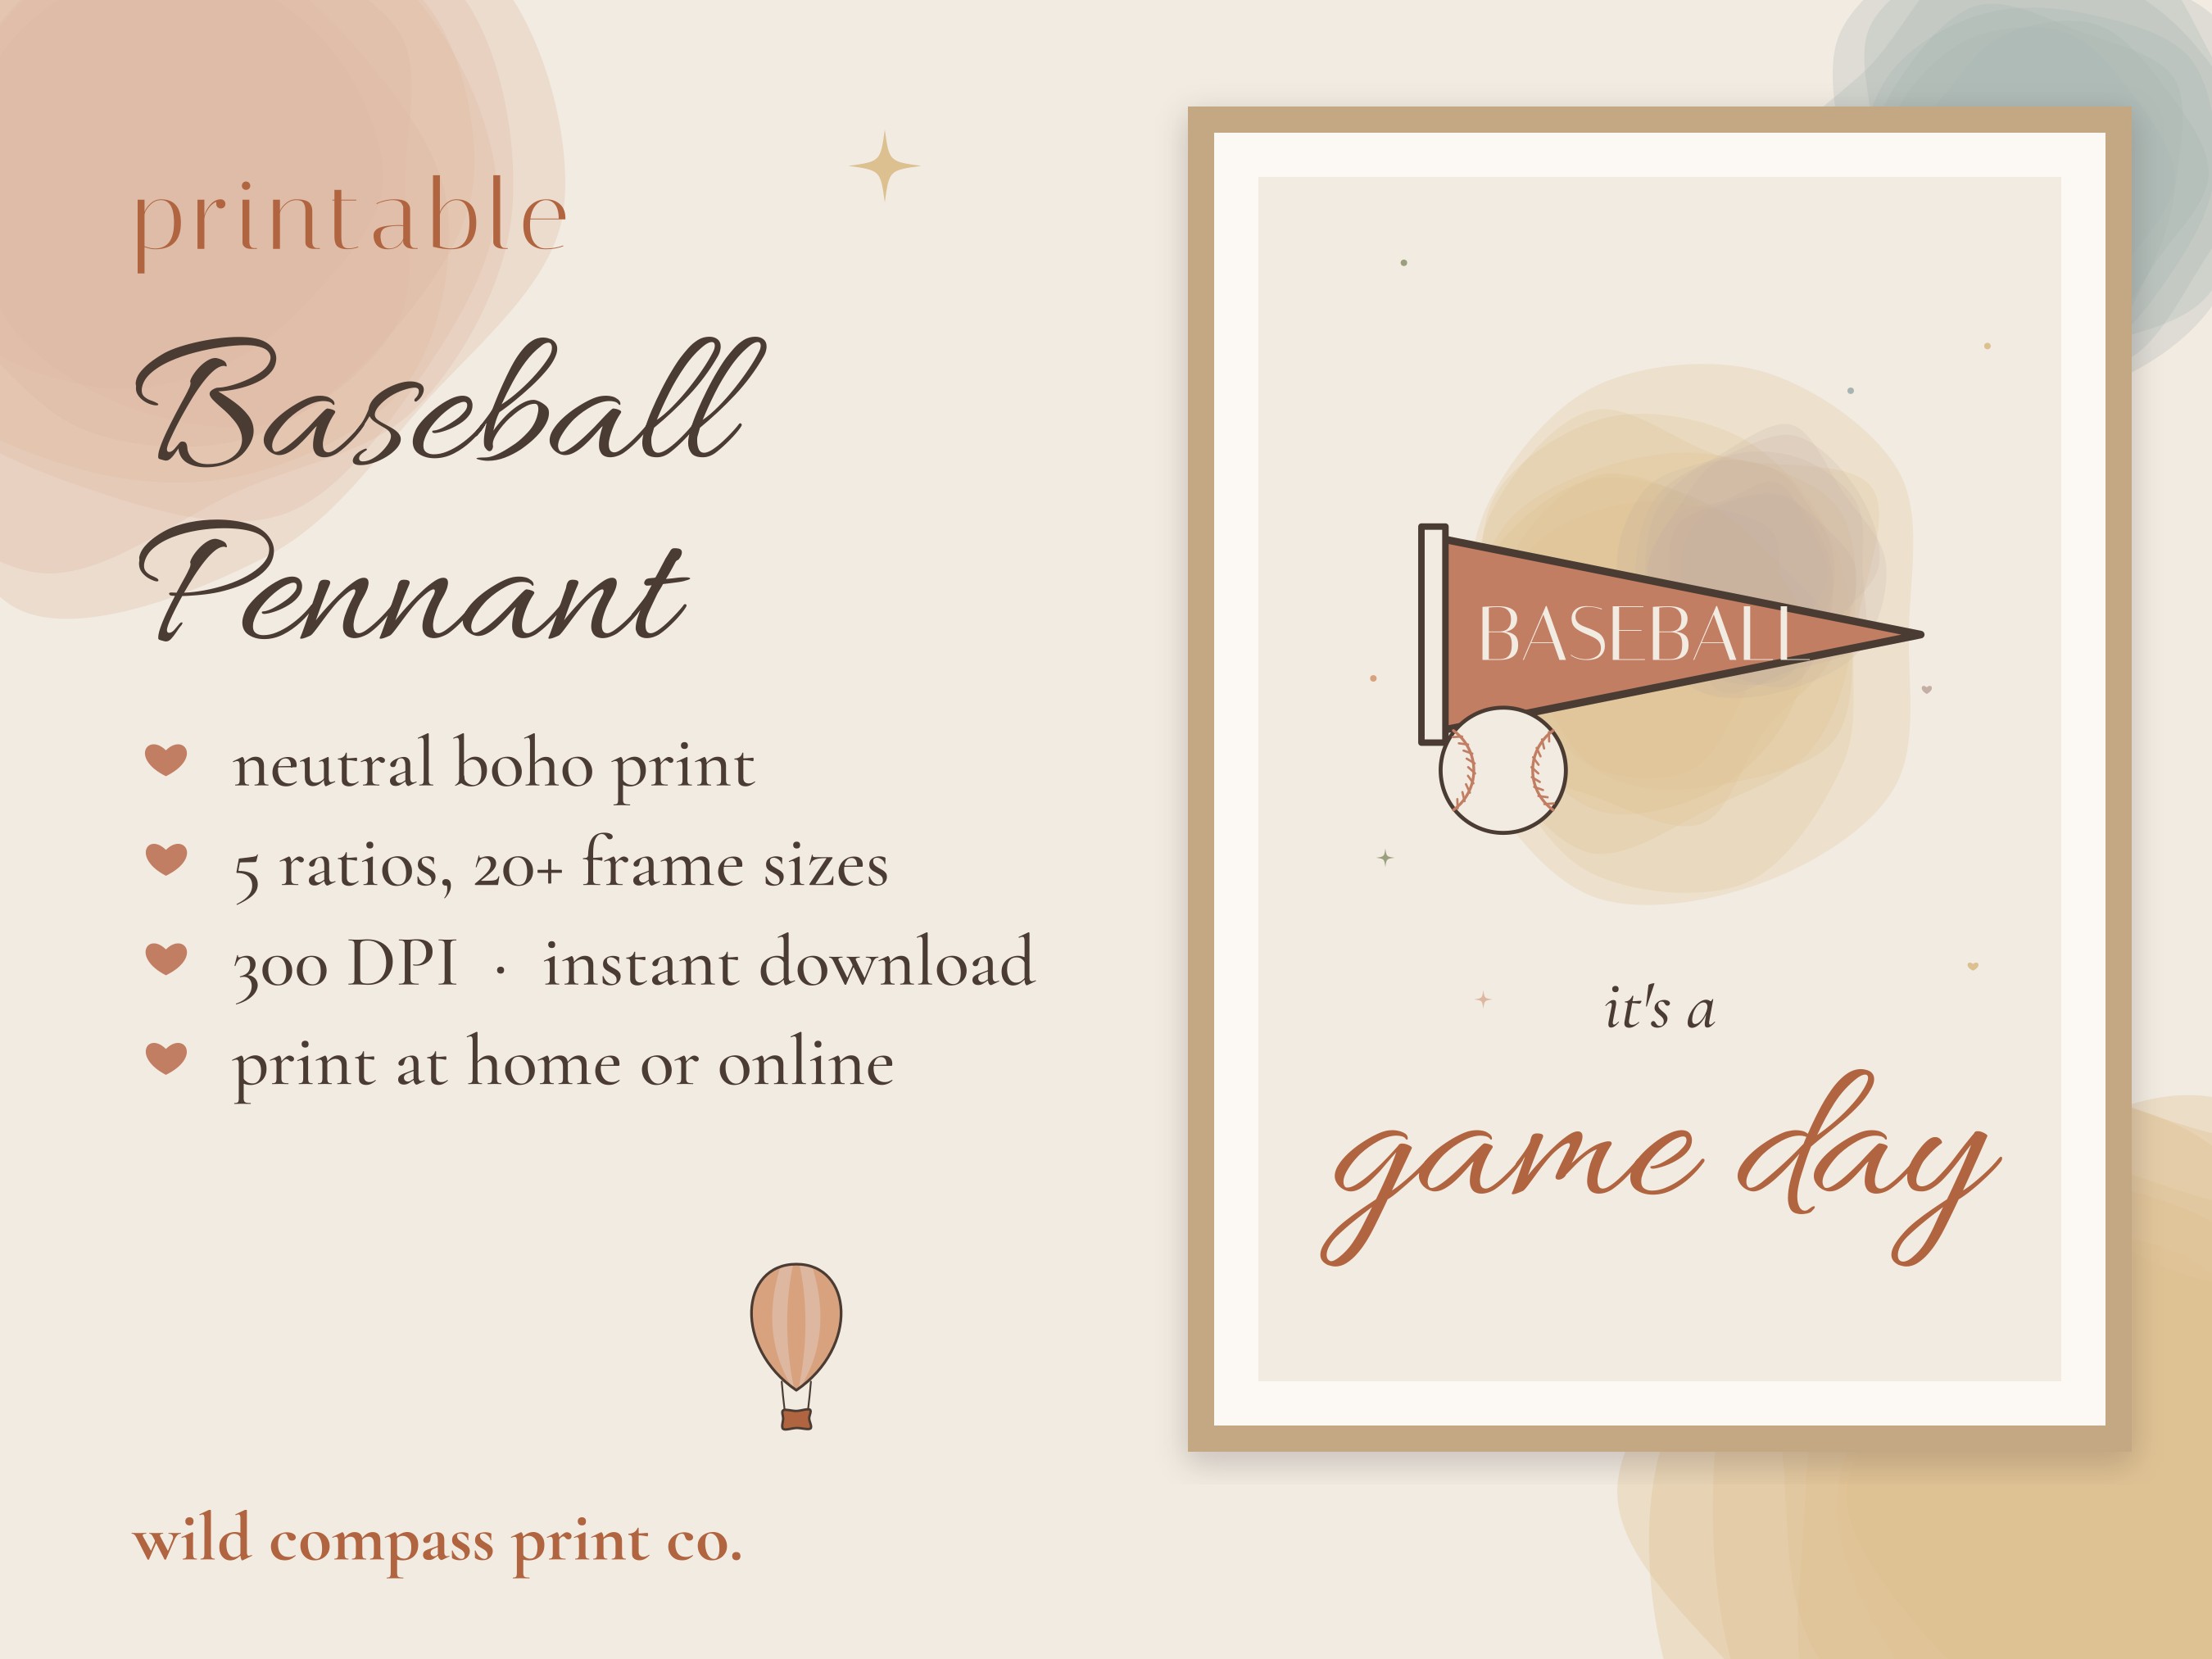 printable
Baseball
Pennant
neutral boho print
5 ratios, 20+ frame sizes
300 DPI · instant download
print at home or online
wild compass print co.
BASEBALL
it's a
game day